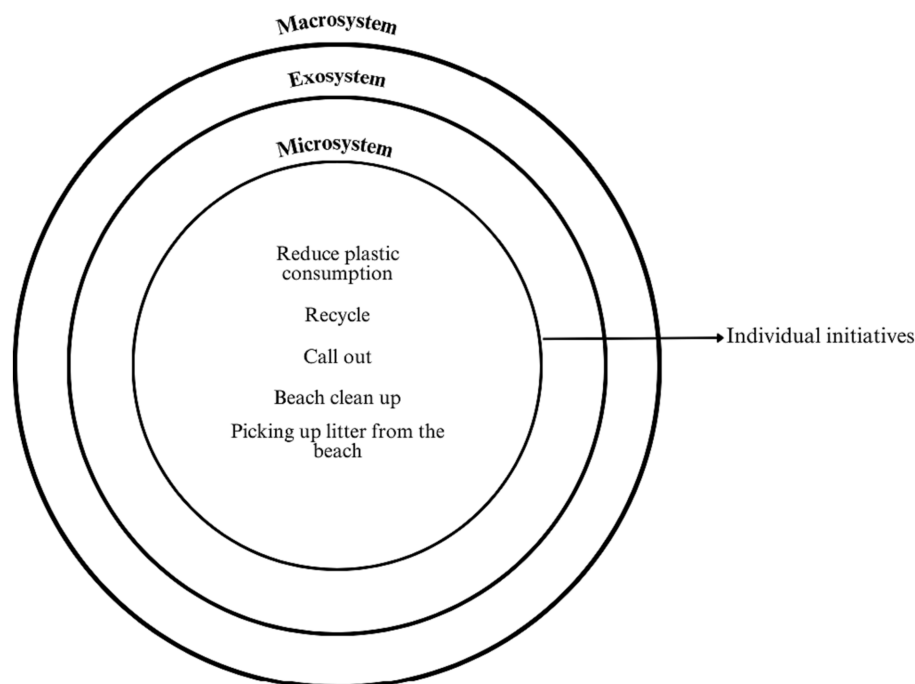 Macrosystem
Exosystem
Microsystem
Reduce plastic
consumption
Recycle
Call out
Beach clean up
Picking up litter from the
beach
Individual initiatives